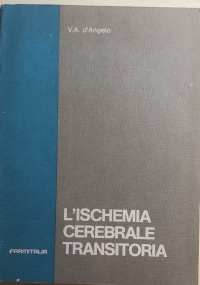 V.A. d'Angelo
L'ISCHEMIA
CEREBRALE
TRANSITORIA
FARMITALIA